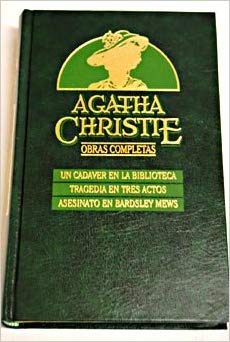 AGATHA
CHRISTIE
OBRAS COMPLETAS
UN CADAVER EN LA BIBLIOTECA
TRAGEDIA EN TRES ACTOS
ASESINATO EN BARDSLEY MEWS